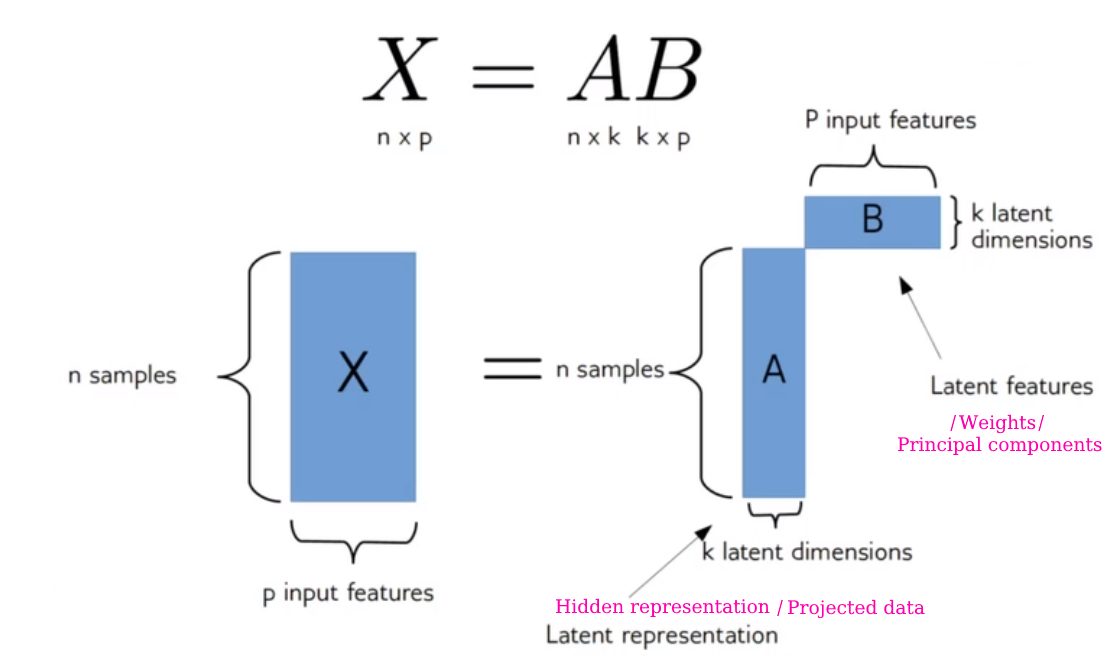 X = AB
n x p
n x k k x p
P input features
B
k latent
dimensions
n samples
X
=
n samples
A
Latent features
/Weights/
Principal components
k latent dimensions
p input features
Hidden representation / Projected data
Latent representation